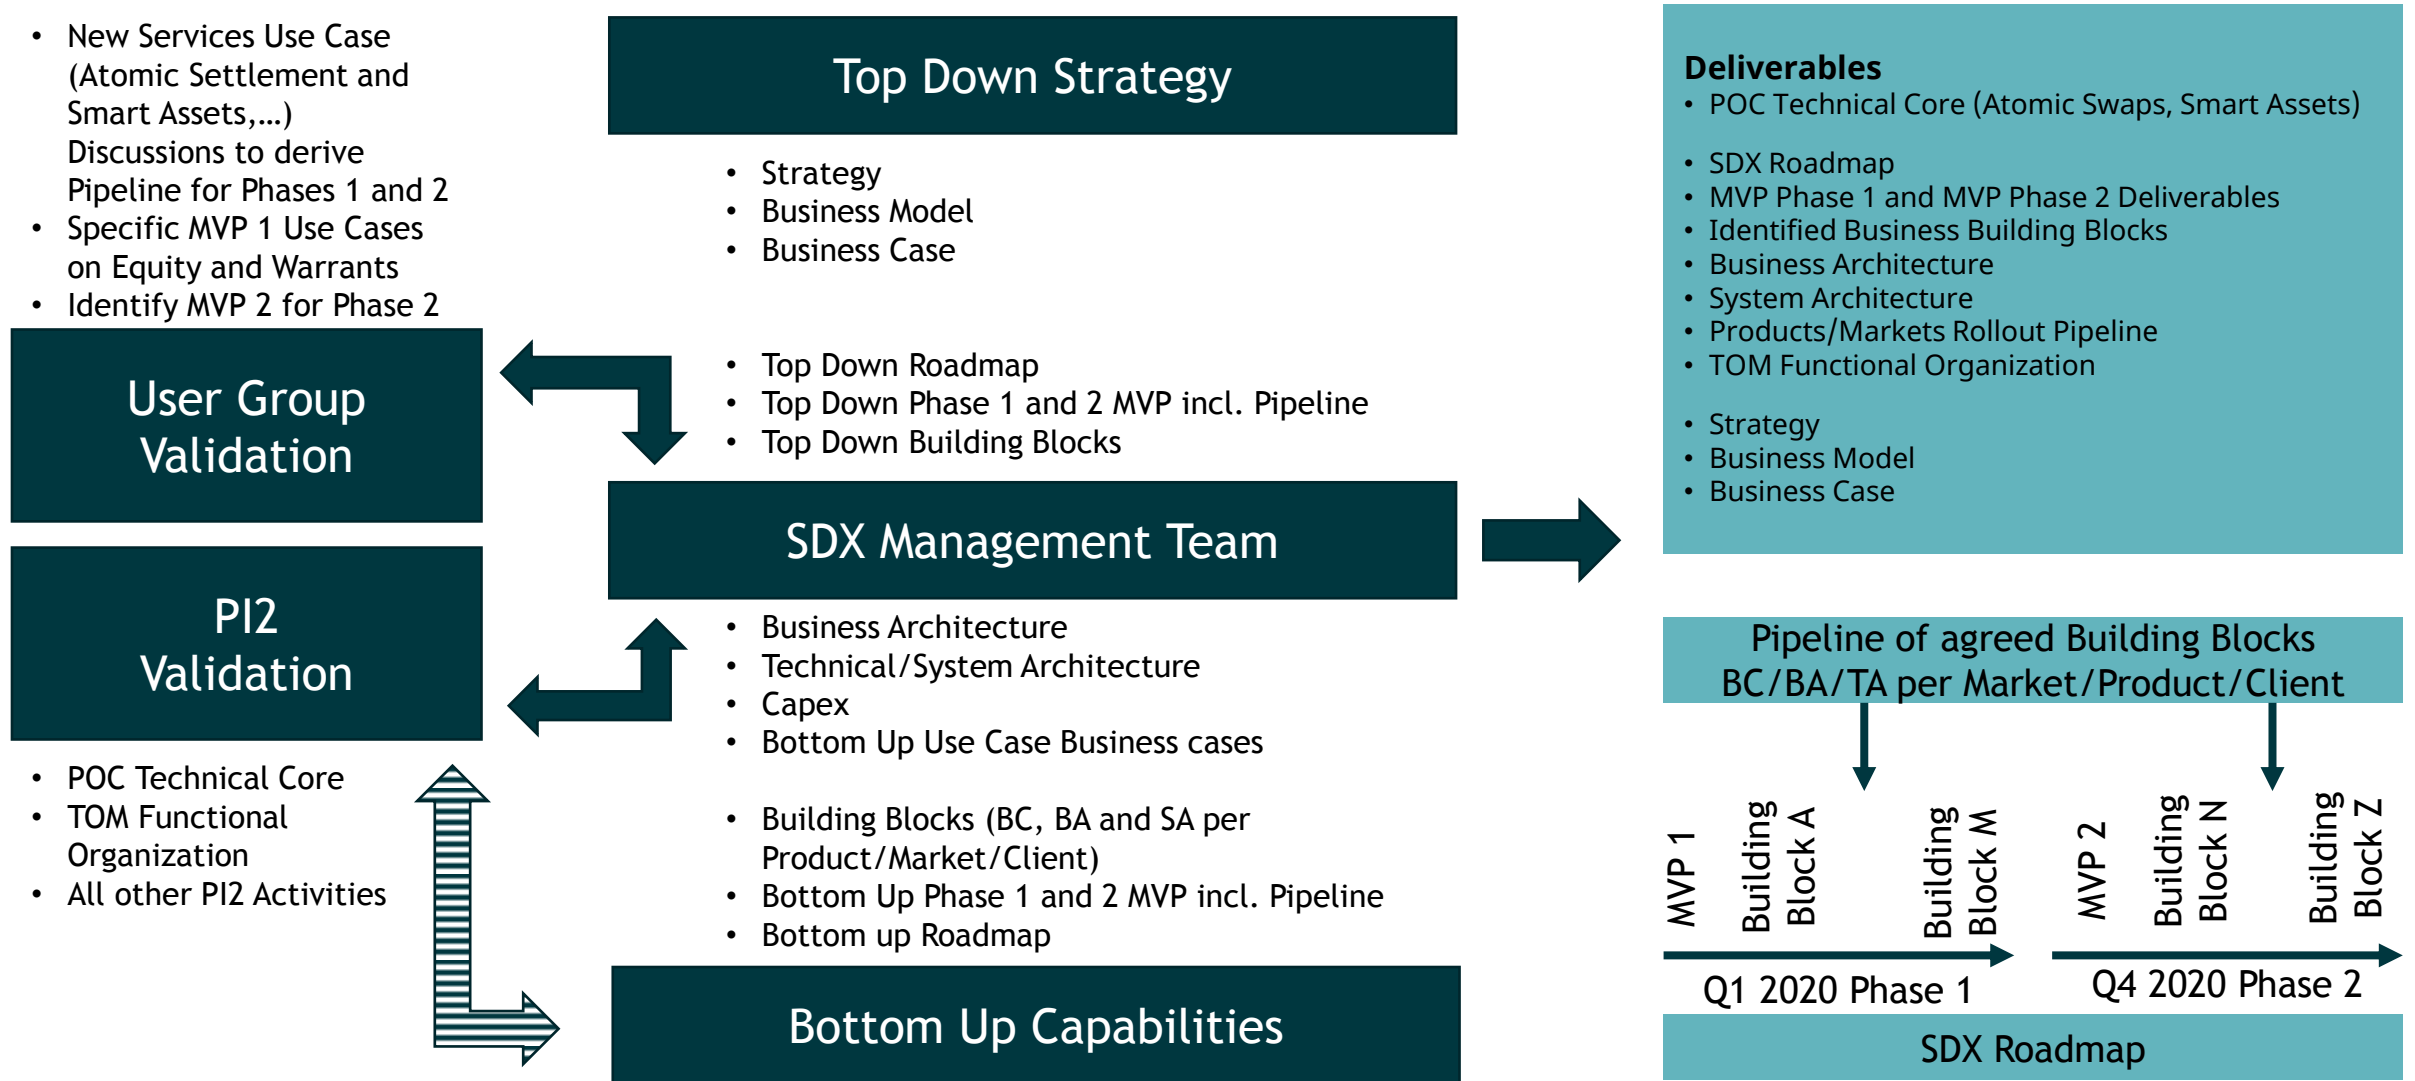 • New Services Use Case
(Atomic Settlement and
Smart Assets,…)
Discussions to derive
Pipeline for Phases 1 and 2
• Specific MVP 1 Use Cases
on Equity and Warrants
• Identify MVP 2 for Phase 2
User Group
Validation
PI2
Validation
• POC Technical Core
• TOM Functional
Organization
• All other PI2 Activities
Top Down Strategy
• Strategy
• Business Model
• Business Case
• Top Down Roadmap
• Top Down Phase 1 and 2 MVP incl. Pipeline
• Top Down Building Blocks
SDX Management Team
• Business Architecture
• Technical/System Architecture
• Capex
• Bottom Up Use Case Business cases
• Building Blocks (BC, BA and SA per
Product/Market/Client)
• Bottom Up Phase 1 and 2 MVP incl. Pipeline
• Bottom up Roadmap
Bottom Up Capabilities
Deliverables
• POC Technical Core (Atomic Swaps, Smart Assets)
• SDX Roadmap
• MVP Phase 1 and MVP Phase 2 Deliverables
• Identified Business Building Blocks
• Business Architecture
• System Architecture
• Products/Markets Rollout Pipeline
• TOM Functional Organization
• Strategy
• Business Model
• Business Case
Pipeline of agreed Building Blocks
BC/BA/TA per Market/Product/Client
MVP 1
Building
Block A
Building
Block M
MVP 2
Building
Block N
Building
Block Z
Q1 2020 Phase 1
Q4 2020 Phase 2
SDX Roadmap